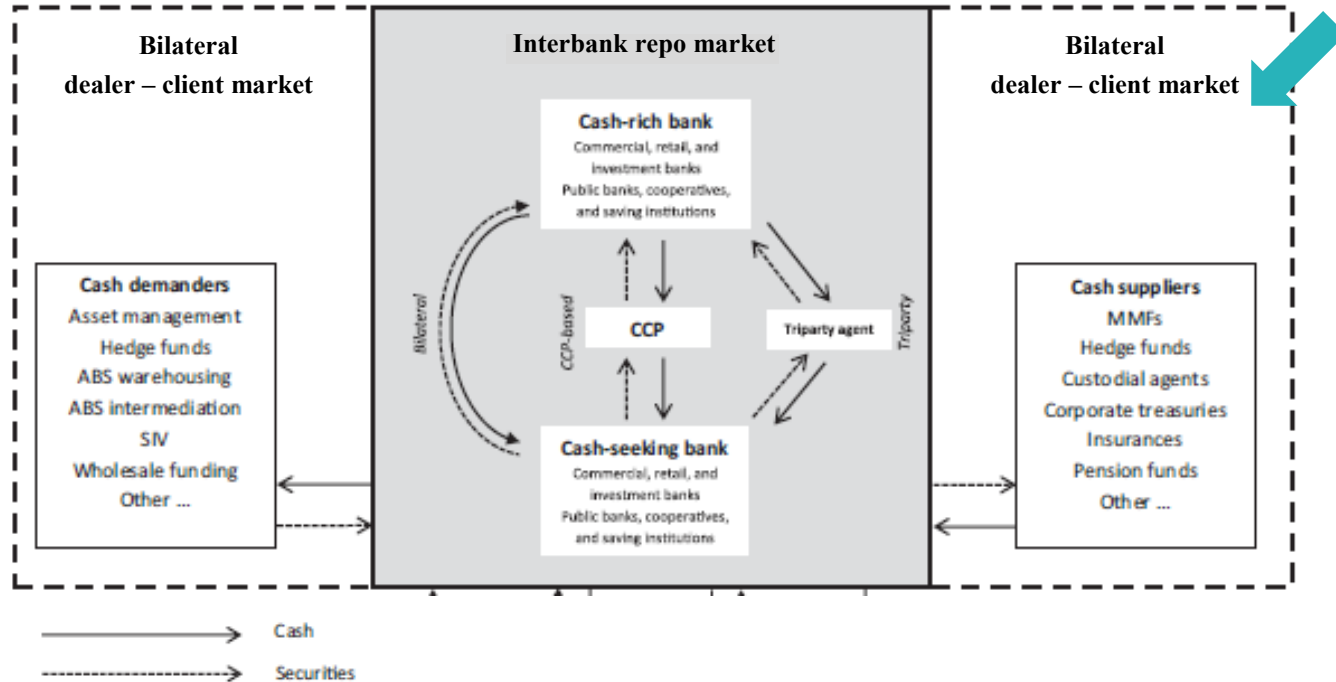 Bilateral
dealer – client market
Interbank repo market
Bilateral
dealer – client market
Cash-rich bank
Commercial, retail, and
investment banks
Public banks, cooperatives,
and saving institutions
Cash demanders
Asset management
Hedge funds
ABS warehousing
ABS intermediation
SIV
Wholesale funding
Other ...
Bilateral
CCP-based
CCP
Triparty agent
Triparty
Cash suppliers
MMFs
Hedge funds
Custodial agents
Corporate treasuries
Insurances
Pension funds
Other ...
Cash-seeking bank
Commercial, retail, and
investment banks
Public banks, cooperatives,
and saving institutions
Cash
Securities